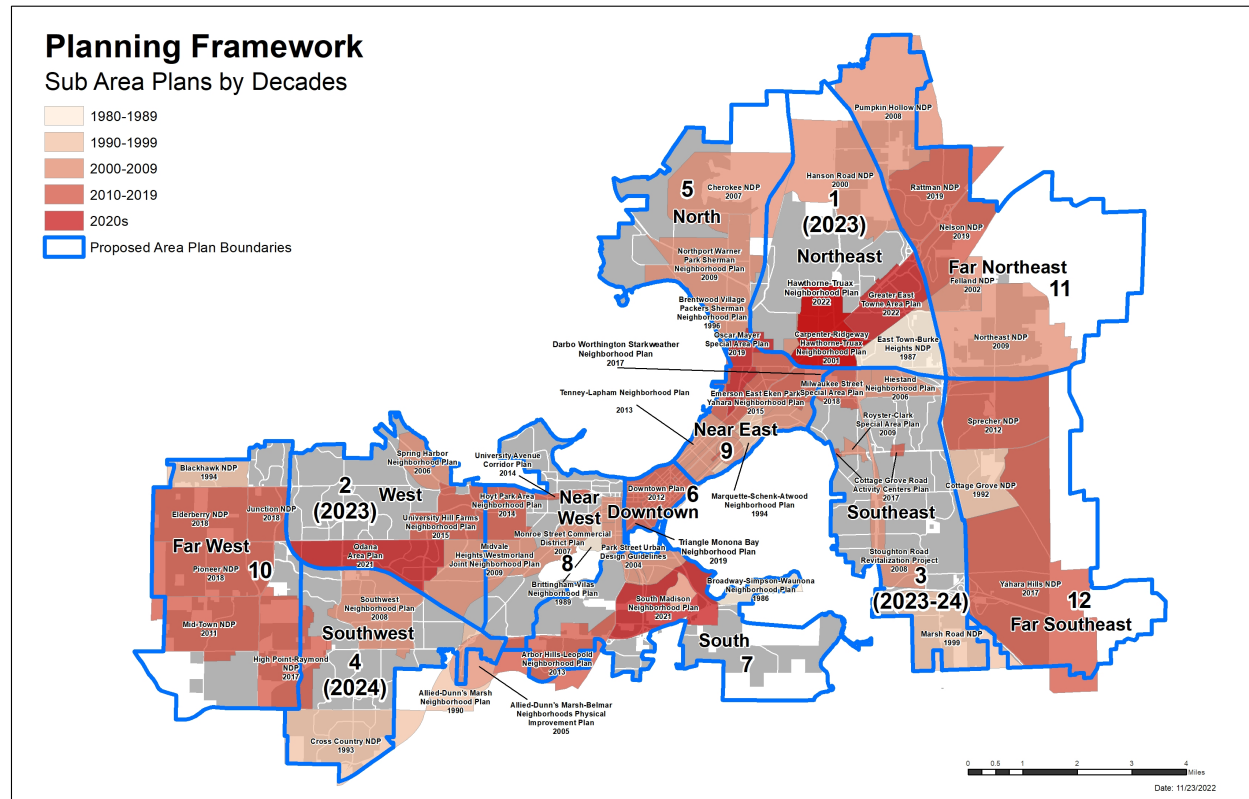 Planning Framework
Sub Area Plans by Decades
1980-1989
1990-1999
2000-2009
2010-2019
2020s
Proposed Area Plan Boundaries
Pumpkin Hollow NDP
2008
5
North
Cherokee NDP
2007
Hanson Road NDP
2000
1
(2023)
Northeast
Rattman NDP
2019
Nelson NDP
2019
Far Northeast
11
Felland NDP
2002
Northport Warner
Park Sherman
Neighborhood Plan
2009
Hawthorne-Truax
Neighborhood Plan
2022
Greater East
Towne Area Plan
2022
Brentwood Village
Packers Sherman
Neighborhood Plan
1996
Oscar Mayer
Special Area Plan
2019
Carpenter-Ridgeway
Hawthorne-Truax
Neighborhood Plan
2001
East Town-Burke
Heights NDP
1987
Northeast NDP
2009
Darbo Worthington Starkweather
Neighborhood Plan
2017
Tenney-Lapham Neighborhood Plan
2013
Emerson East Eken Park
Yahara Neighborhood Plan
2015
Milwaukee Street
Special Area Plan
2018
Hiestand
Neighborhood Plan
2006
Near East
9
Royster-Clark
Special Area Plan
2009
Sprecher NDP
2012
Spring Harbor
Neighborhood Plan
2006
University Avenue
Corridor Plan
2014
Blackhawk NDP
1994
2
West
(2023)
Elderberry NDP
2018
Junction NDP
2018
University Hill Farms
Neighborhood Plan
2015
Hoyt Park Area
Neighborhood Plan
2014
Near
West
8
Downtown Plan
2012
6
Downtown
Marquette-Schenk-Atwood
Neighborhood Plan
1994
Cottage Grove Road
Activity Centers Plan
2017
Cottage Grove NDP
1992
Southeast
Far West
10
Odana
Area Plan
2021
Monroe Street Commercial
District Plan
2007
Midvale
Heights Westmorland
Joint Neighborhood Plan
2009
Park Street Urban
Design Guidelines
2004
Triangle Monona Bay
Neighborhood Plan
2019
Stoughton Road
Revitalization Project
2008
3
(2023-24)
Pioneer NDP
2018
Brittingham-Vilas
Neighborhood Plan
1989
Broadway-Simpson-Waunona
Neighborhood Plan
1986
South Madison
Neighborhood Plan
2021
Yahara Hills NDP
2017
12
Far Southeast
Mid-Town NDP
2011
Southwest
Neighborhood Plan
2008
Southwest
4
(2024)
South
7
Marsh Road NDP
1999
High Point-Raymond
NDP
2017
Arbor Hills-Leopold
Neighborhood Plan
2013
Allied-Dunn's Marsh
Neighborhood Plan
1990
Allied-Dunn's Marsh-Belmar
Neighborhoods Physical
Improvement Plan
2005
Cross Country NDP
1993
0 0.5 1 2 3 4
Miles
Date: 11/23/2022